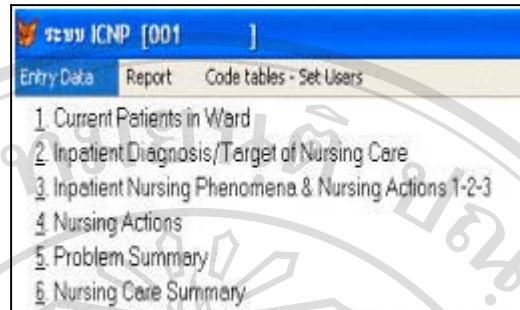 ระบบ ICNP [001 ]
Entry Data Report Code tables - Set Users
1. Current Patients in Ward
2. Inpatient Diagnosis/Target of Nursing Care
3. Inpatient Nursing Phenomena & Nursing Actions 1-2-3
4. Nursing Actions
5. Problem Summary
6. Nursing Care Summary